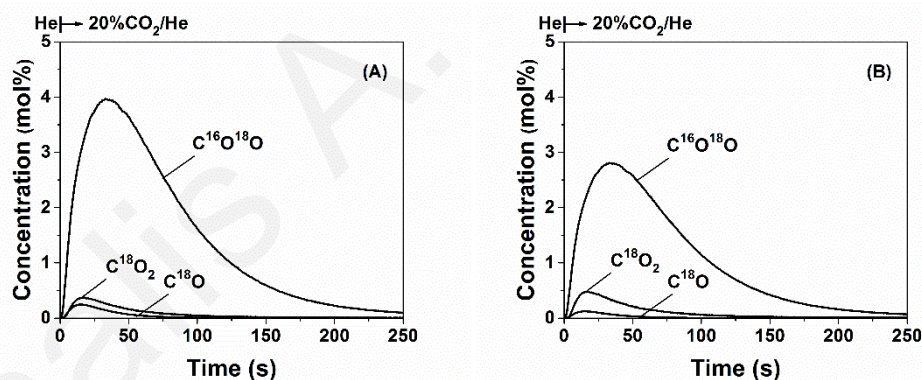 He → 20%CO₂/He
(A)
Concentration (mol%)
5
4
3
2
1
0
C¹⁶O¹⁸O
C¹⁸O₂
C¹⁸O
0 50 100 150 200 250
Time (s)
He → 20%CO₂/He
(B)
Concentration (mol%)
5
4
3
2
1
0
C¹⁶O¹⁸O
C¹⁸O₂
C¹⁸O
0 50 100 150 200 250
Time (s)
alis A.